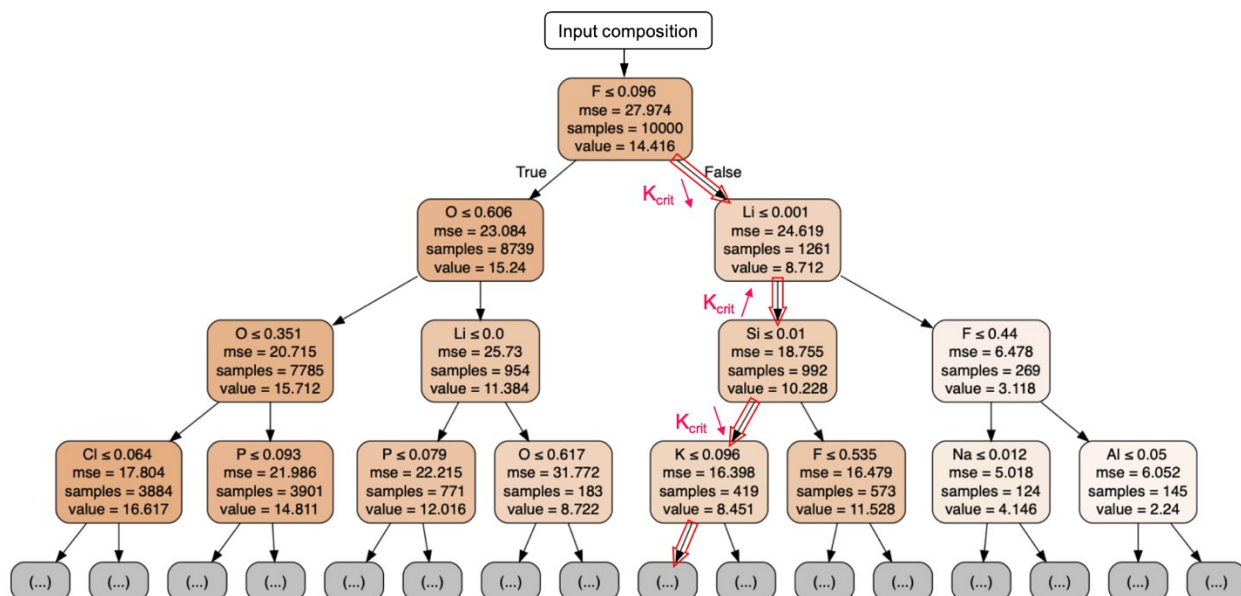 Input composition
F ≤ 0.096
mse = 27.974
samples = 10000
value = 14.416
True
False
K_crit
O ≤ 0.606
mse = 23.084
samples = 8739
value = 15.24
Li ≤ 0.001
mse = 24.619
samples = 1261
value = 8.712
K_crit
O ≤ 0.351
mse = 20.715
samples = 7785
value = 15.712
Li ≤ 0.0
mse = 25.73
samples = 954
value = 11.384
Si ≤ 0.01
mse = 18.755
samples = 992
value = 10.228
F ≤ 0.44
mse = 6.478
samples = 269
value = 3.118
K_crit
Cl ≤ 0.064
mse = 17.804
samples = 3884
value = 16.617
P ≤ 0.093
mse = 21.986
samples = 3901
value = 14.811
P ≤ 0.079
mse = 22.215
samples = 771
value = 12.016
O ≤ 0.617
mse = 31.772
samples = 183
value = 8.722
K ≤ 0.096
mse = 16.398
samples = 419
value = 8.451
F ≤ 0.535
mse = 16.479
samples = 573
value = 11.528
Na ≤ 0.012
mse = 5.018
samples = 124
value = 4.146
Al ≤ 0.05
mse = 6.052
samples = 145
value = 2.24
(...) (...) (...) (...) (...) (...) (...) (...) (...) (...) (...) (...) (...) (...) (...) (...)